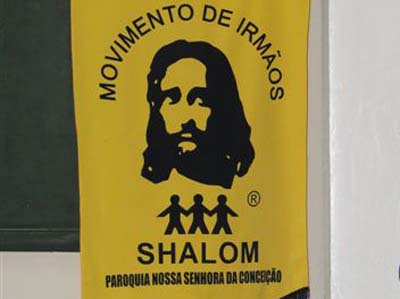 MOVIMENTO DE IRMÃOS
®
SHALOM
PAROQUIA NOSSA SENHORA DA CONCEIÇÃO